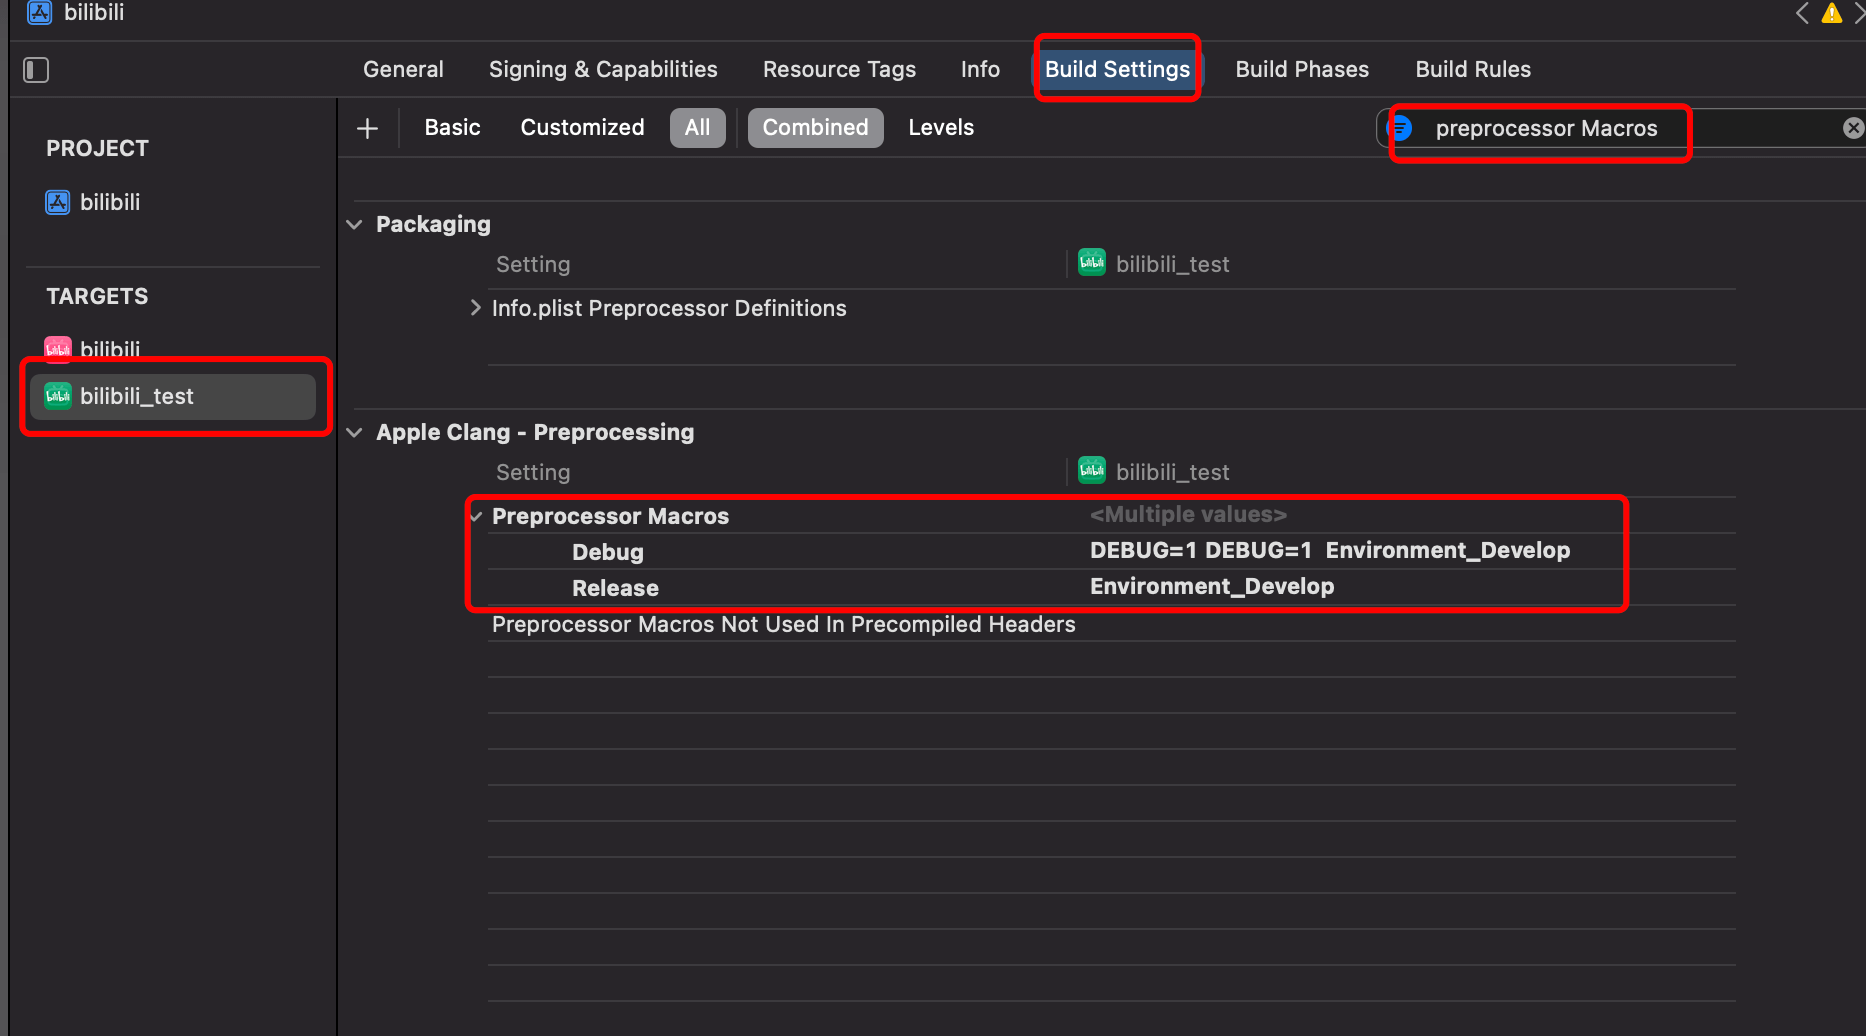 bilibili
General Signing & Capabilities Resource Tags Info Build Settings Build Phases Build Rules
Basic Customized All Combined Levels preprocessor Macros
PROJECT
bilibili
TARGETS
bilibili
bilibili_test
Packaging
Setting bilibili_test
Info.plist Preprocessor Definitions
Apple Clang - Preprocessing
Setting bilibili_test
Preprocessor Macros <Multiple values>
Debug DEBUG=1 DEBUG=1 Environment_Develop
Release Environment_Develop
Preprocessor Macros Not Used In Precompiled Headers